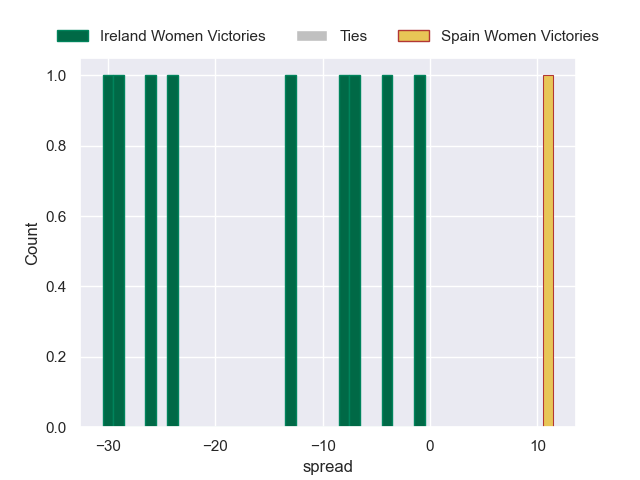 Ireland Women Victories
Ties
Spain Women Victories
1.0
0.8
0.6
0.4
0.2
0.0
Count
−30
−20
−10
0
10
spread